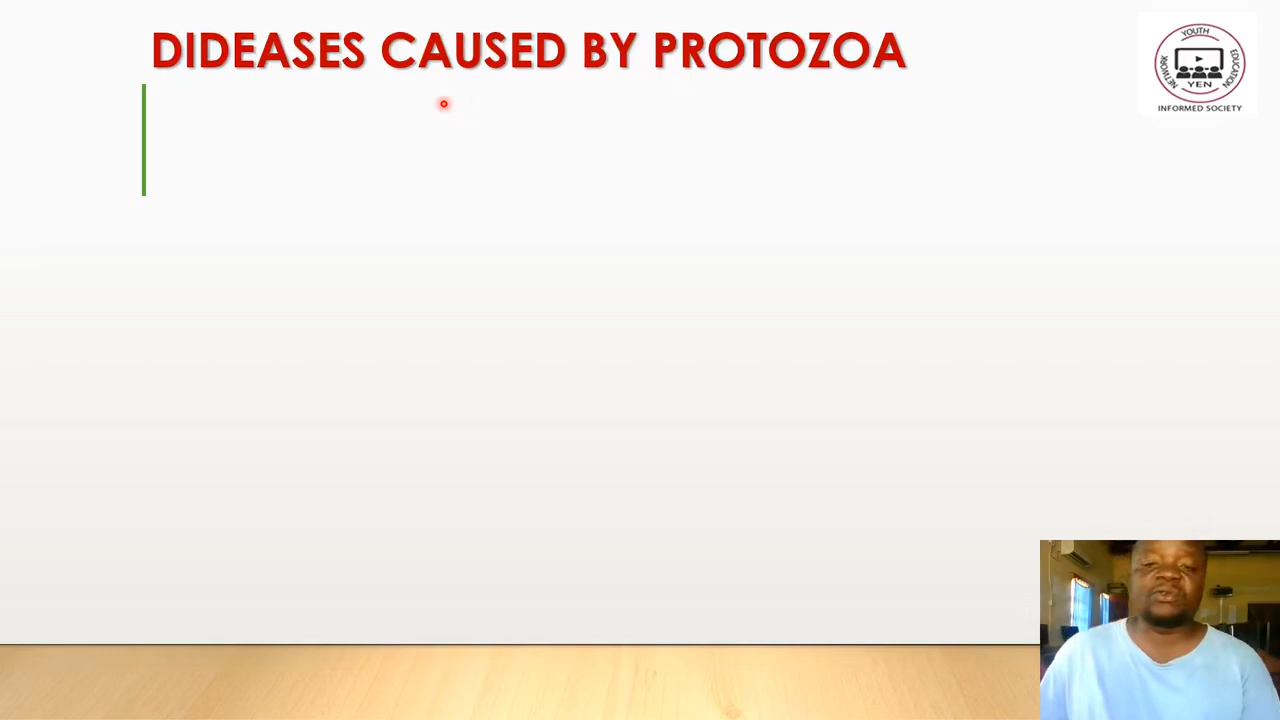 DIDEASES CAUSED BY PROTOZOA
YOUTH
EDUCATION
NETWORK
YEN
INFORMED SOCIETY